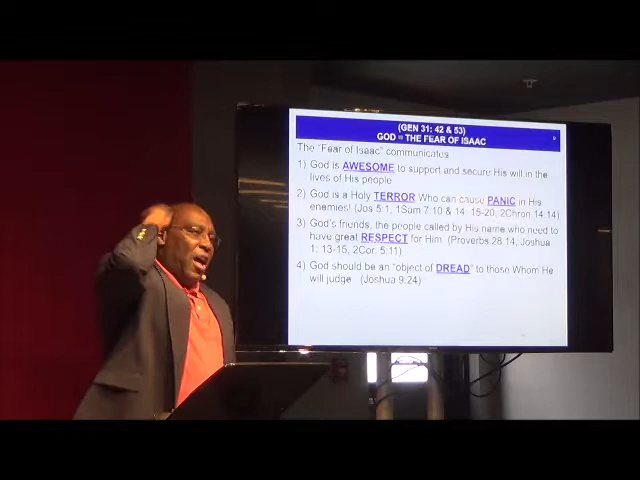 (GEN 31: 42 & 53)
GOD = THE FEAR OF ISAAC
The "Fear of Isaac" communicates
1) God is AWESOME to support and secure His will in the
lives of His people
2) God is a Holy TERROR Who can cause PANIC in His
enemies! (Jos 5:1, 1Sam 7:10 & 14: 15-20, 2Chron 14:14)
3) God's friends, the people called by His name who need to
have great RESPECT for Him. (Proverbs 28:14, Joshua
1: 13-15, 2Cor. 5:11)
4) God should be an "object of DREAD" to those Whom He
will judge (Joshua 9:24)